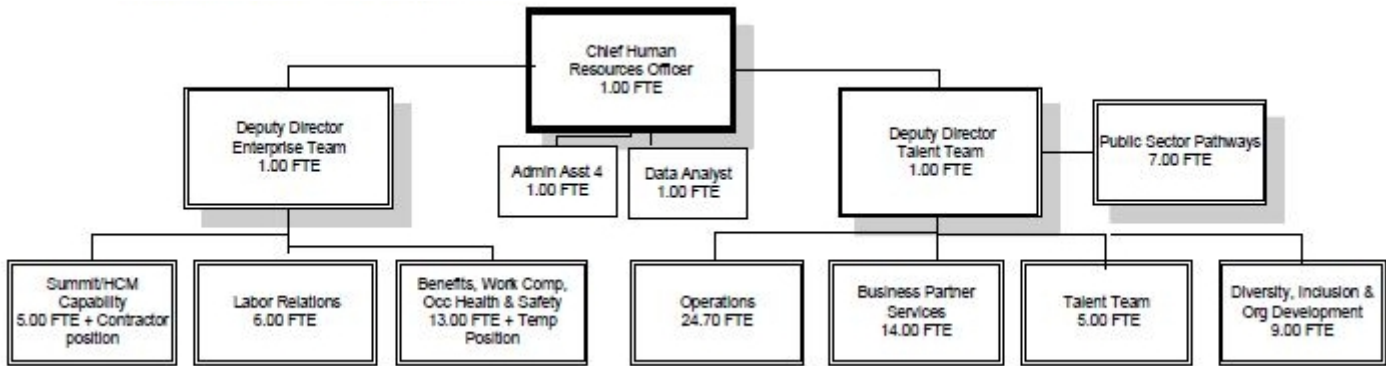 Chief Human
Resources Officer
1.00 FTE
Deputy Director
Enterprise Team
1.00 FTE
Admin Asst 4
1.00 FTE
Data Analyst
1.00 FTE
Deputy Director
Talent Team
1.00 FTE
Public Sector Pathways
7.00 FTE
Summit/HCM
Capability
5.00 FTE + Contractor
position
Labor Relations
6.00 FTE
Benefits, Work Comp,
Occ Health & Safety
13.00 FTE + Temp
Position
Operations
24.70 FTE
Business Partner
Services
14.00 FTE
Talent Team
5.00 FTE
Diversity, Inclusion &
Org Development
9.00 FTE